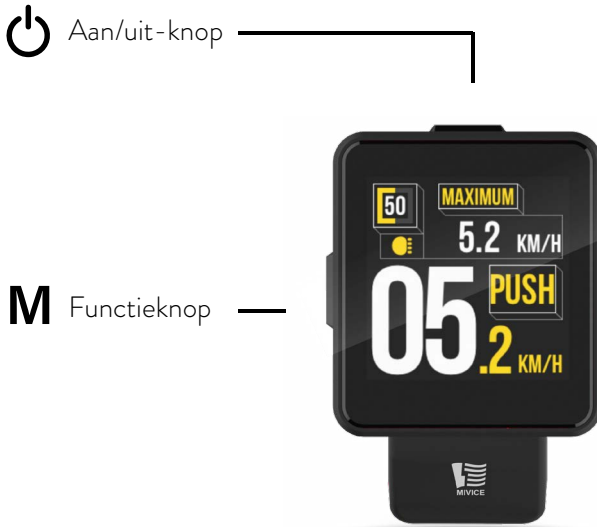 Aan/uit-knop
50
MAXIMUM
5.2 KM/H
M Functieknop
05.2 KM/H
PUSH
MIVICE